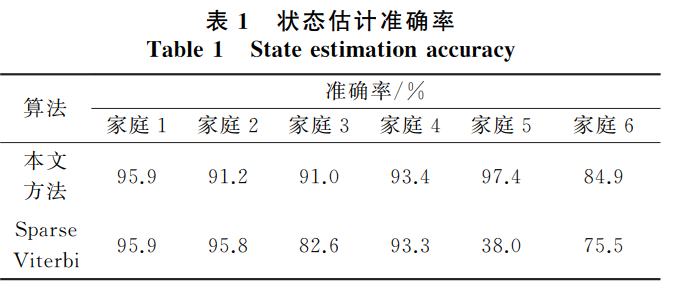 表 1 状态估计准确率
Table 1 State estimation accuracy
算法 准确率/%
家庭 1 家庭 2 家庭 3 家庭 4 家庭 5 家庭 6
本文
方法 95.9 91.2 91.0 93.4 97.4 84.9
Sparse
Viterbi 95.9 95.8 82.6 93.3 38.0 75.5